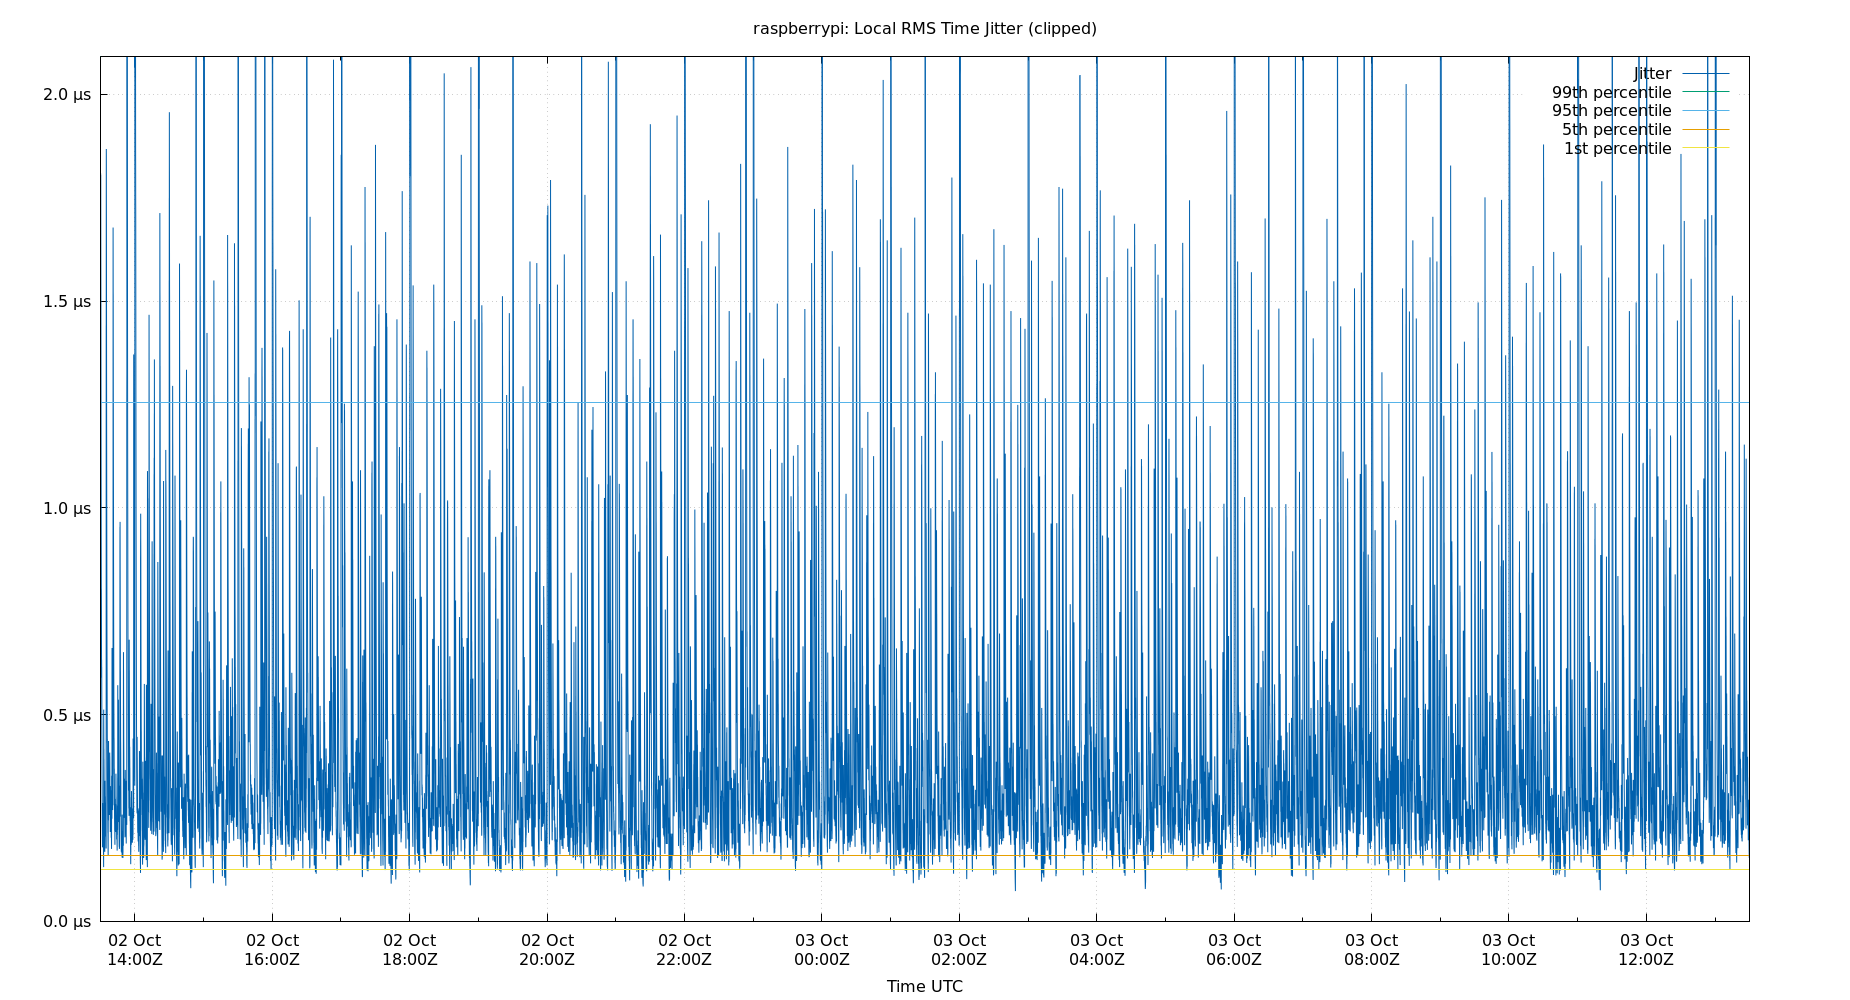 raspberrypi: Local RMS Time Jitter (clipped)
Jitter
99th percentile
95th percentile
5th percentile
1st percentile
2.0 μs
1.5 μs
1.0 μs
0.5 μs
0.0 μs
02 Oct 02 Oct 02 Oct 02 Oct 02 Oct 03 Oct 03 Oct 03 Oct 03 Oct 03 Oct 03 Oct 03 Oct
14:00Z 16:00Z 18:00Z 20:00Z 22:00Z 00:00Z 02:00Z 04:00Z 06:00Z 08:00Z 10:00Z 12:00Z
Time UTC